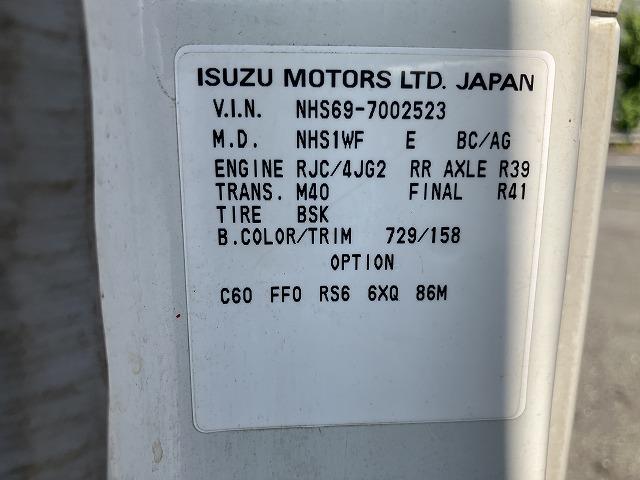 ISUZU MOTORS LTD. JAPAN
V.I.N. NHS69-7002523
M.D. NHS1WF E BC/AG
ENGINE RJC/4JG2 RR AXLE R39
TRANS. M40 FINAL R41
TIRE BSK
B.COLOR/TRIM 729/158
OPTION
C60 FF0 RS6 6XQ 86M